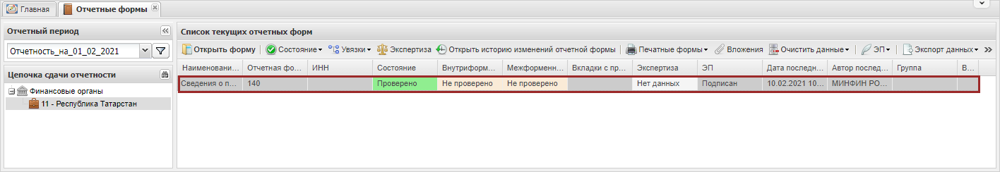 Главная Отчетные формы
Отчетный период
Список текущих отчетных форм
Отчетность_на_01_02_2021
Открыть форму Состояние Увязки Экспертиза Открыть историю изменений отчетной формы Печатные формы Вложения Очистить данные ЭП Экспорт данных
Цепочка сдачи отчетности
Наименовани... Отчетная фо... ИНН Состояние Внутриформ... Межформенн... Вкладки с пр... Экспертиза ЭП Дата последн... Автор послед... Группа В...
Сведения о п... 140 Проверено Не проверено Не проверено Нет данных Подписан 10.02.2021 10... МИНФИН РО...
Финансовые органы
11 - Республика Татарстан